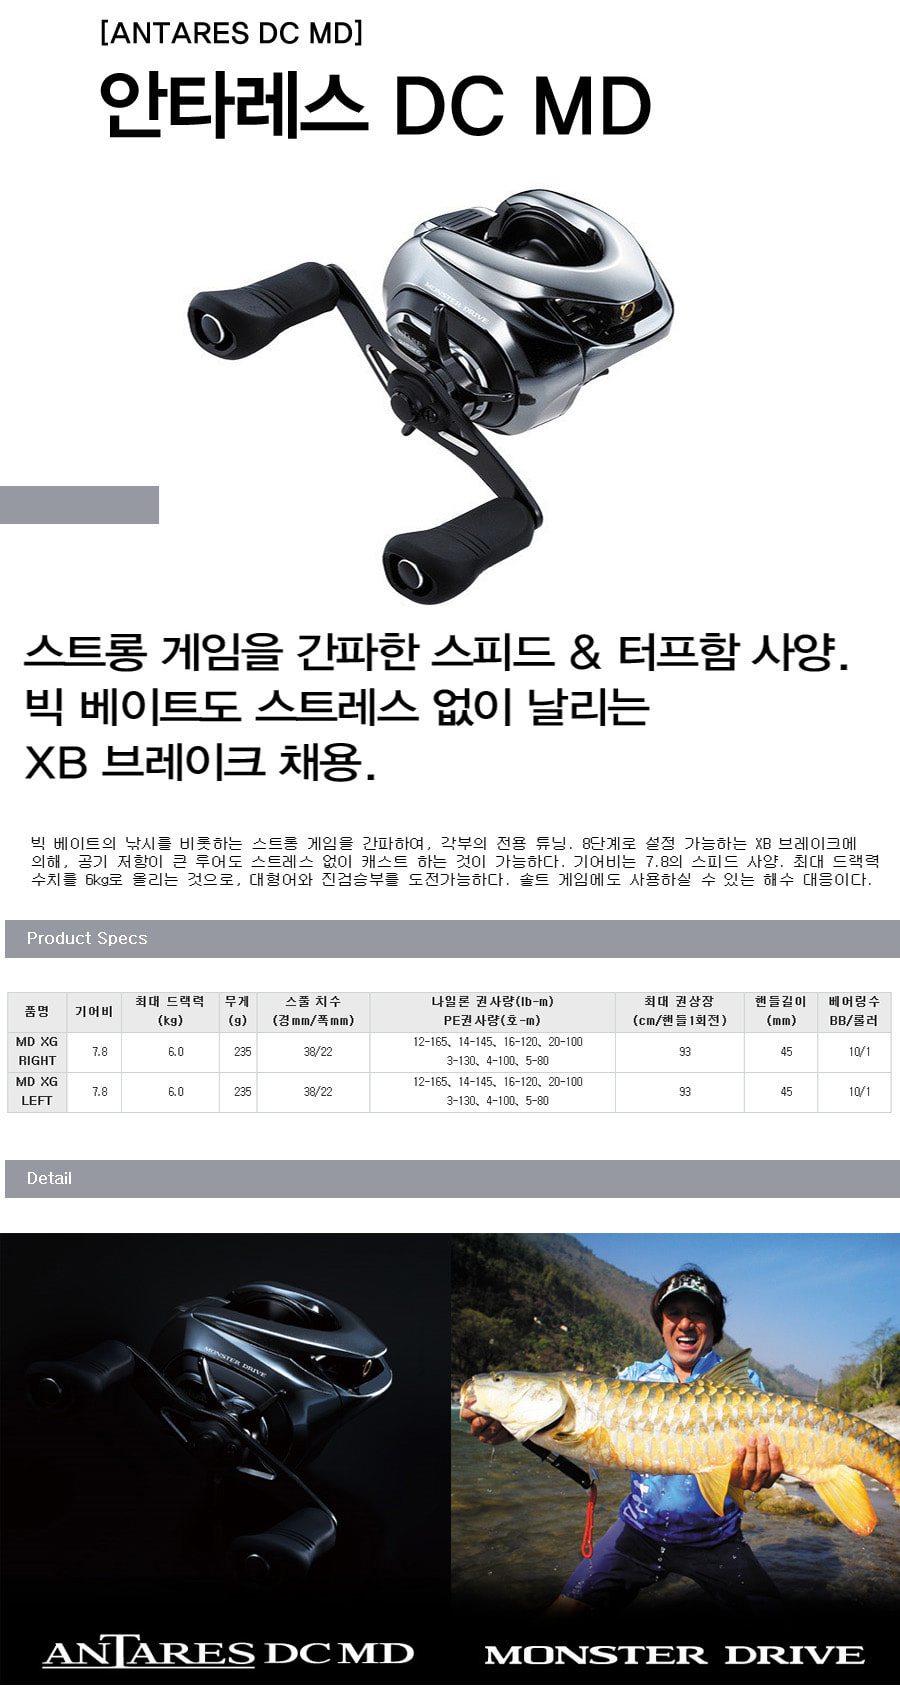 [ANTARES DC MD]
안타레스 DC MD
MONSTER DRIVE
ANTARES
스트롱 게임을 간파한 스피드 & 터프함 사양.
빅 베이트도 스트레스 없이 날리는
XB 브레이크 채용.
빅 베이트의 낚시를 비롯하는 스트롱 게임을 간파하여, 각부의 전용 튜닝. 8단계로 설정 가능하는 XB 브레이크에
의해, 공기 저항이 큰 루어도 스트레스 없이 캐스트 하는 것이 가능하다. 기어비는 7.8의 스피드 사양. 최대 드랙력
수치를 6kg로 올리는 것으로, 대형어와 진검승부를 도전가능하다. 솔트 게임에도 사용하실 수 있는 해수 대응이다.
Product Specs
품명 기어비 최대 드랙력 (kg) 무게 (g) 스풀 치수 (경mm/폭mm) 나일론 권사량(lb-m) PE권사량(호-m) 최대 권상장 (cm/핸들1회전) 핸들길이 (mm) 베어링수 BB/롤러
MD XG RIGHT 7.8 6.0 235 38/22 12-165、14-145、16-120、20-100 3-130、4-100、5-80 93 45 10/1
MD XG LEFT 7.8 6.0 235 38/22 12-165、14-145、16-120、20-100 3-130、4-100、5-80 93 45 10/1
Detail
MONSTER DRIVE
ANTARES DC MD
MONSTER DRIVE